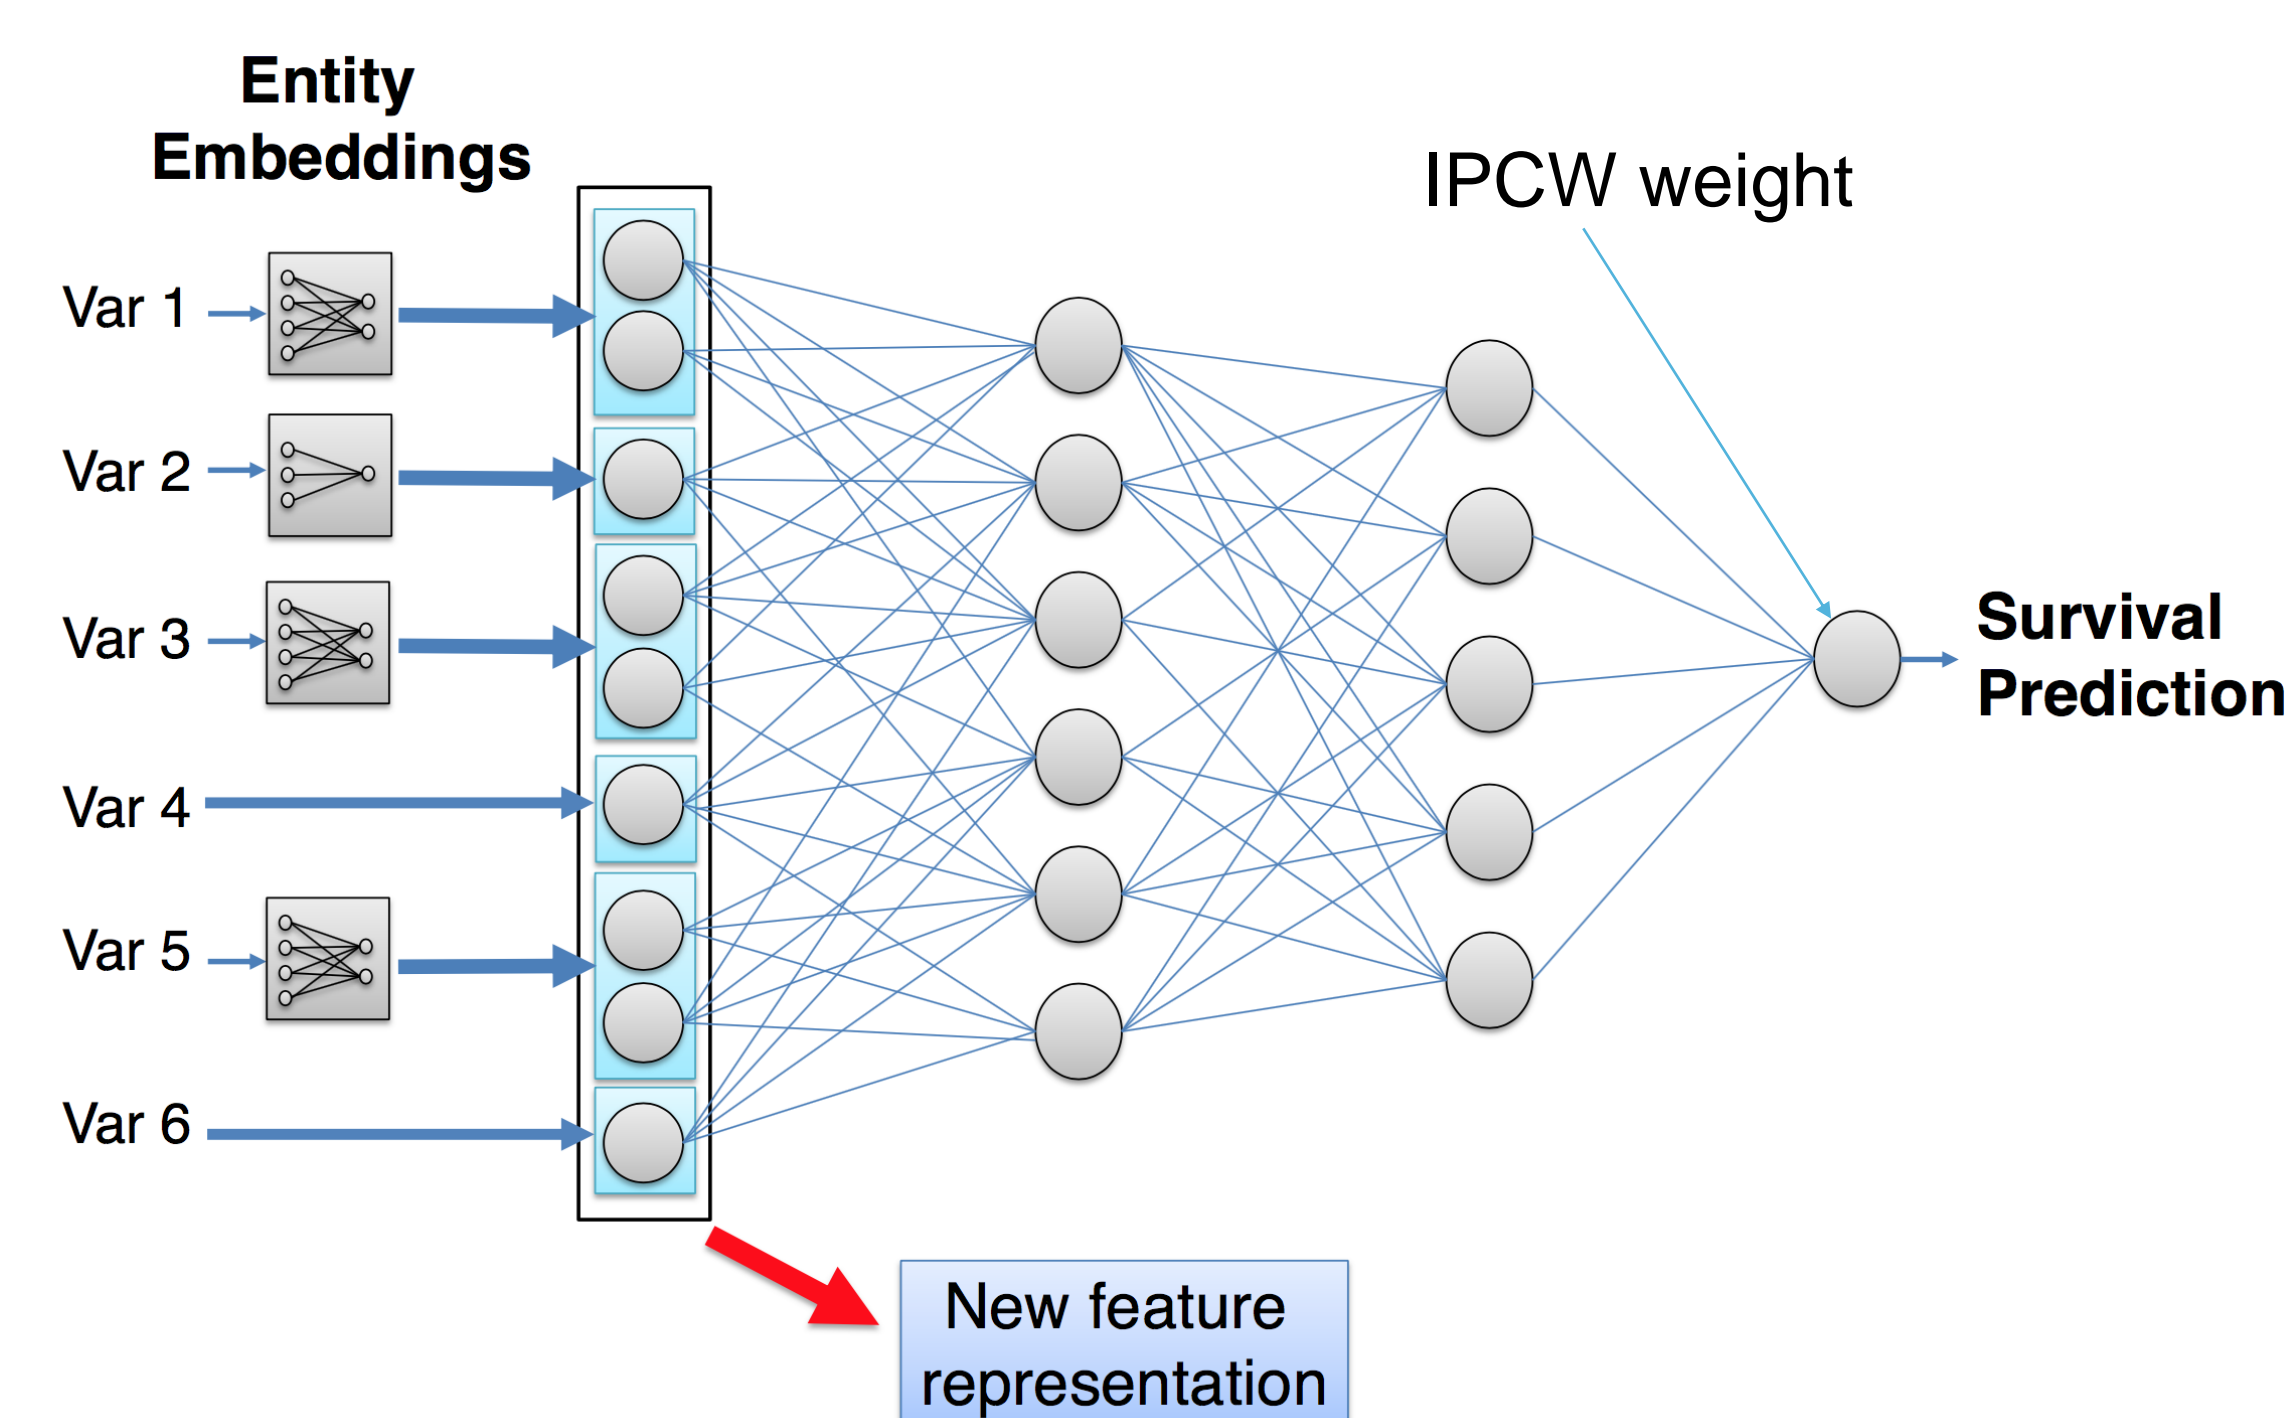 Entity
Embeddings
IPCW weight
Var 1
Var 2
Var 3
Survival
Prediction
Var 4
Var 5
Var 6
New feature
representation